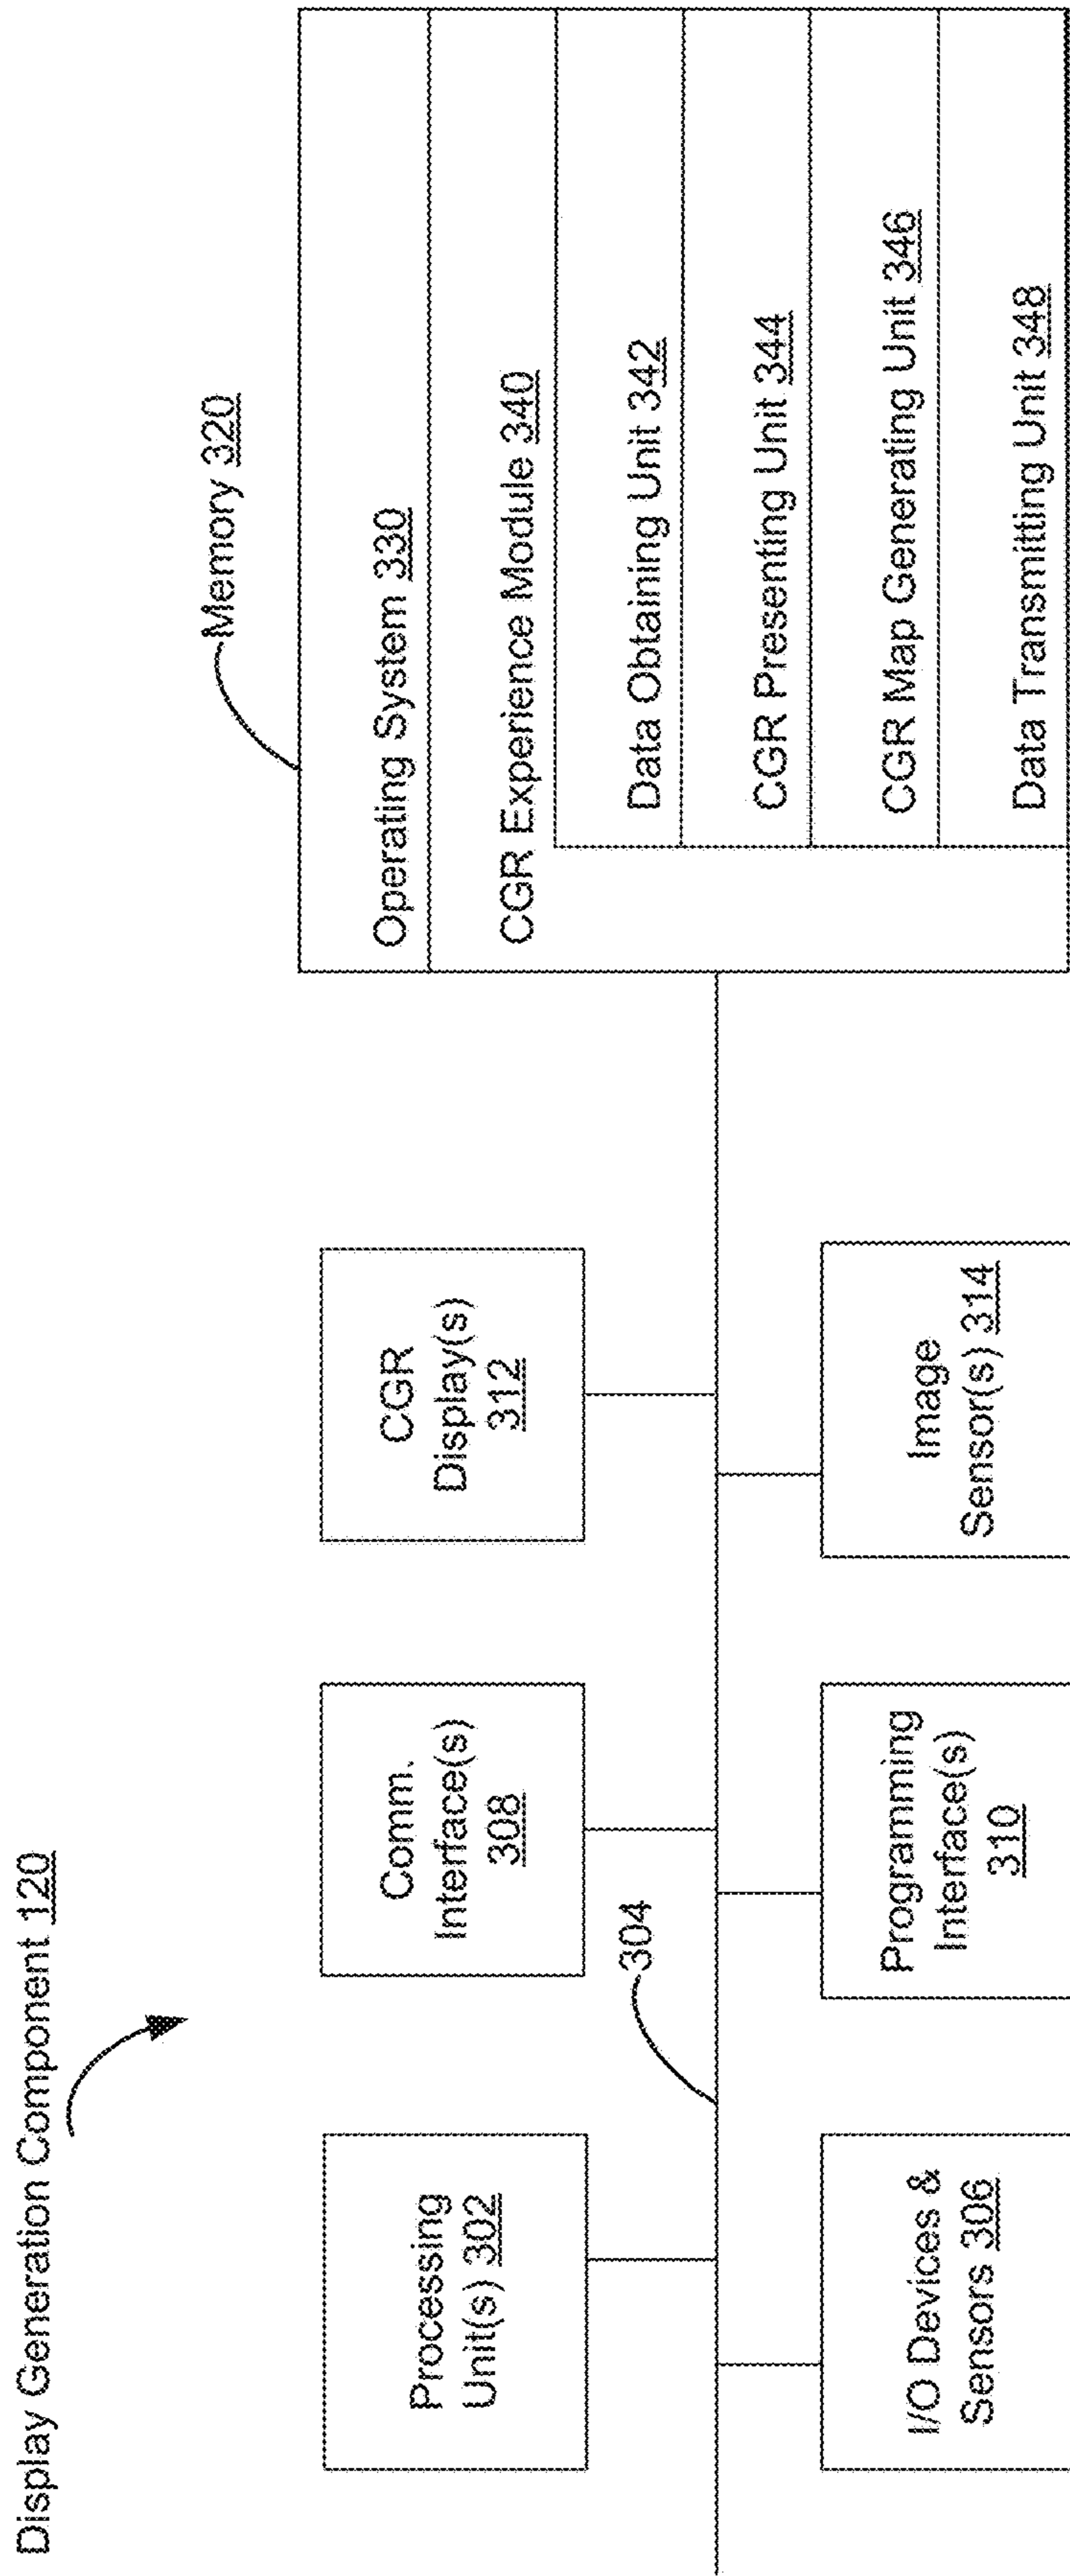 Display Generation Component 120
Memory 320
Processing
Unit(s) 302
Comm.
Interface(s)
308
CGR
Display(s)
312
304
I/O Devices &
Sensors 306
Programming
Interface(s)
310
Image
Sensor(s) 314
Operating System 330
CGR Experience Module 340
Data Obtaining Unit 342
CGR Presenting Unit 344
CGR Map Generating Unit 346
Data Transmitting Unit 348